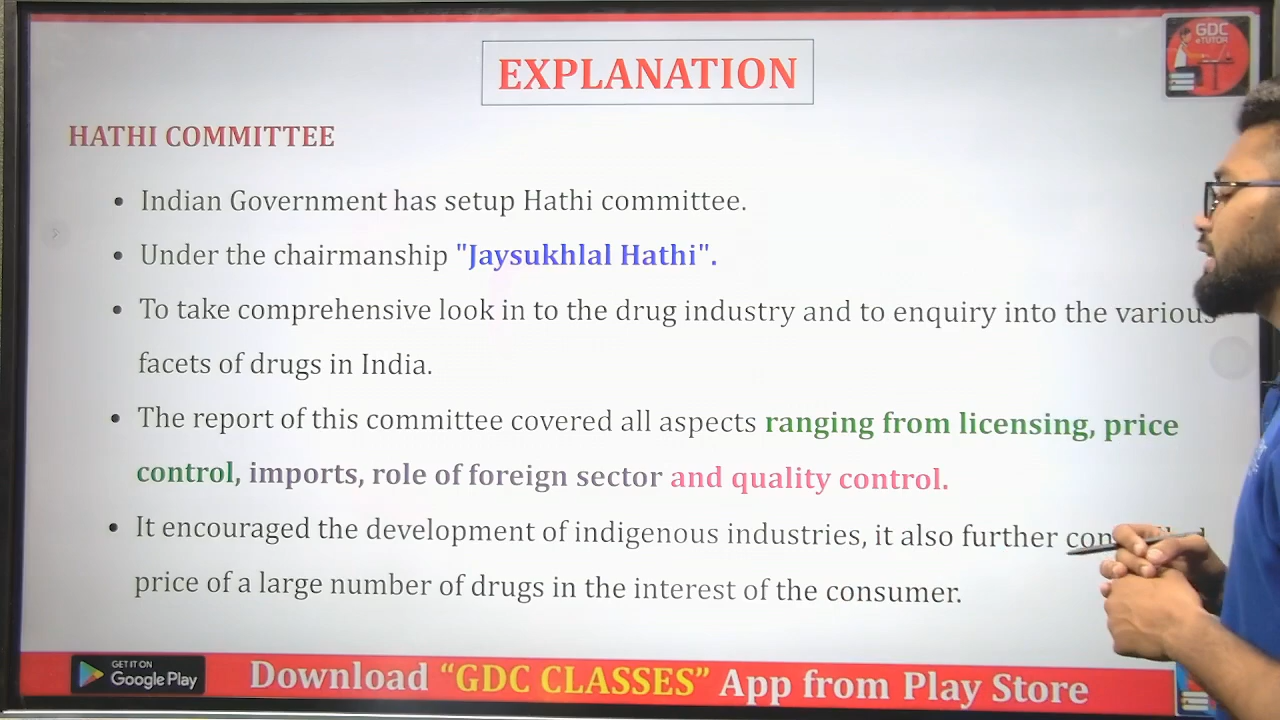 EXPLANATION
GDC
eTUTOR
HATHI COMMITTEE
• Indian Government has setup Hathi committee.
• Under the chairmanship "Jaysukhlal Hathi".
• To take comprehensive look in to the drug industry and to enquiry into the various
facets of drugs in India.
• The report of this committee covered all aspects ranging from licensing, price
control, imports, role of foreign sector and quality control.
• It encouraged the development of indigenous industries, it also further
price of a large number of drugs in the interest of the consumer.
GET IT ON
Google Play
Download “GDC CLASSES” App from Play Store